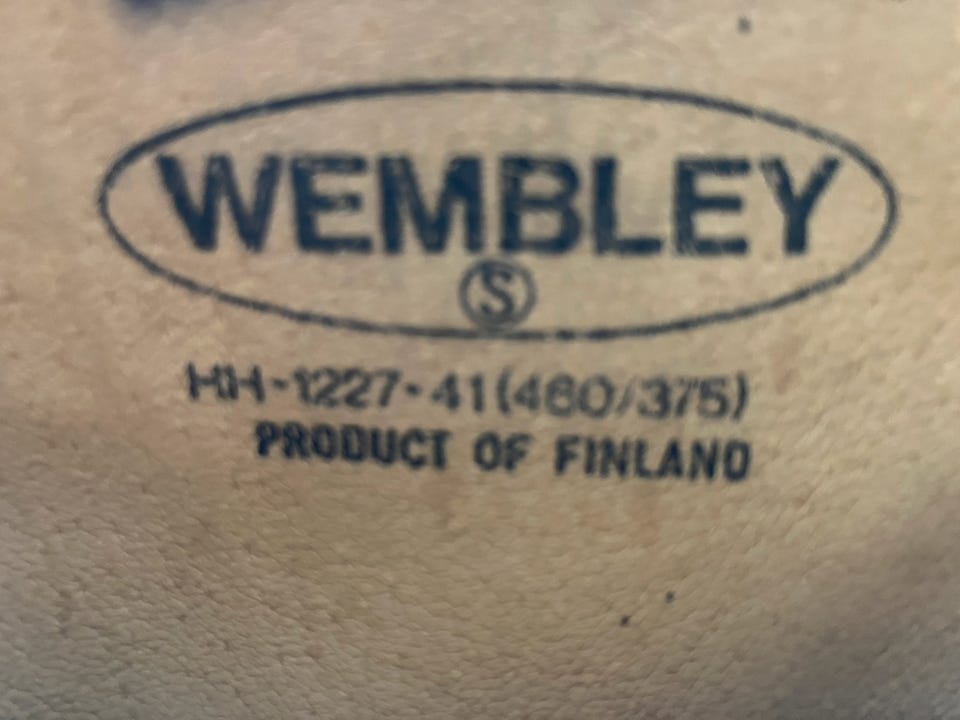 WEMBLEY
S
HH-1227-41(460/375)
PRODUCT OF FINLAND